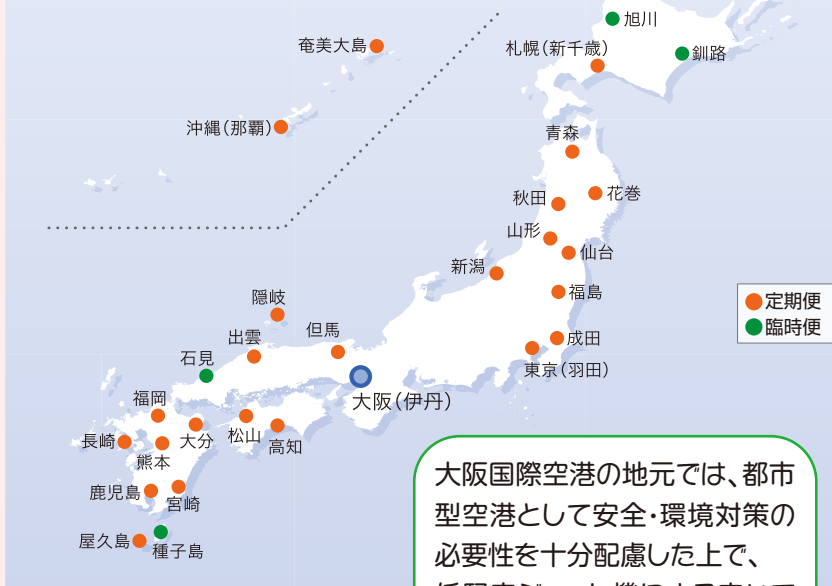 旭川
奄美大島
札幌(新千歳)
釧路
沖縄(那覇)
青森
秋田
花巻
山形
仙台
新潟
福島
隠岐
定期便
臨時便
出雲
但馬
成田
石見
東京(羽田)
大阪(伊丹)
福岡
長崎
大分
松山
高知
熊本
鹿児島
宮崎
屋久島
種子島
大阪国際空港の地元では、都市
型空港として安全・環境対策の
必要性を十分配慮した上で、